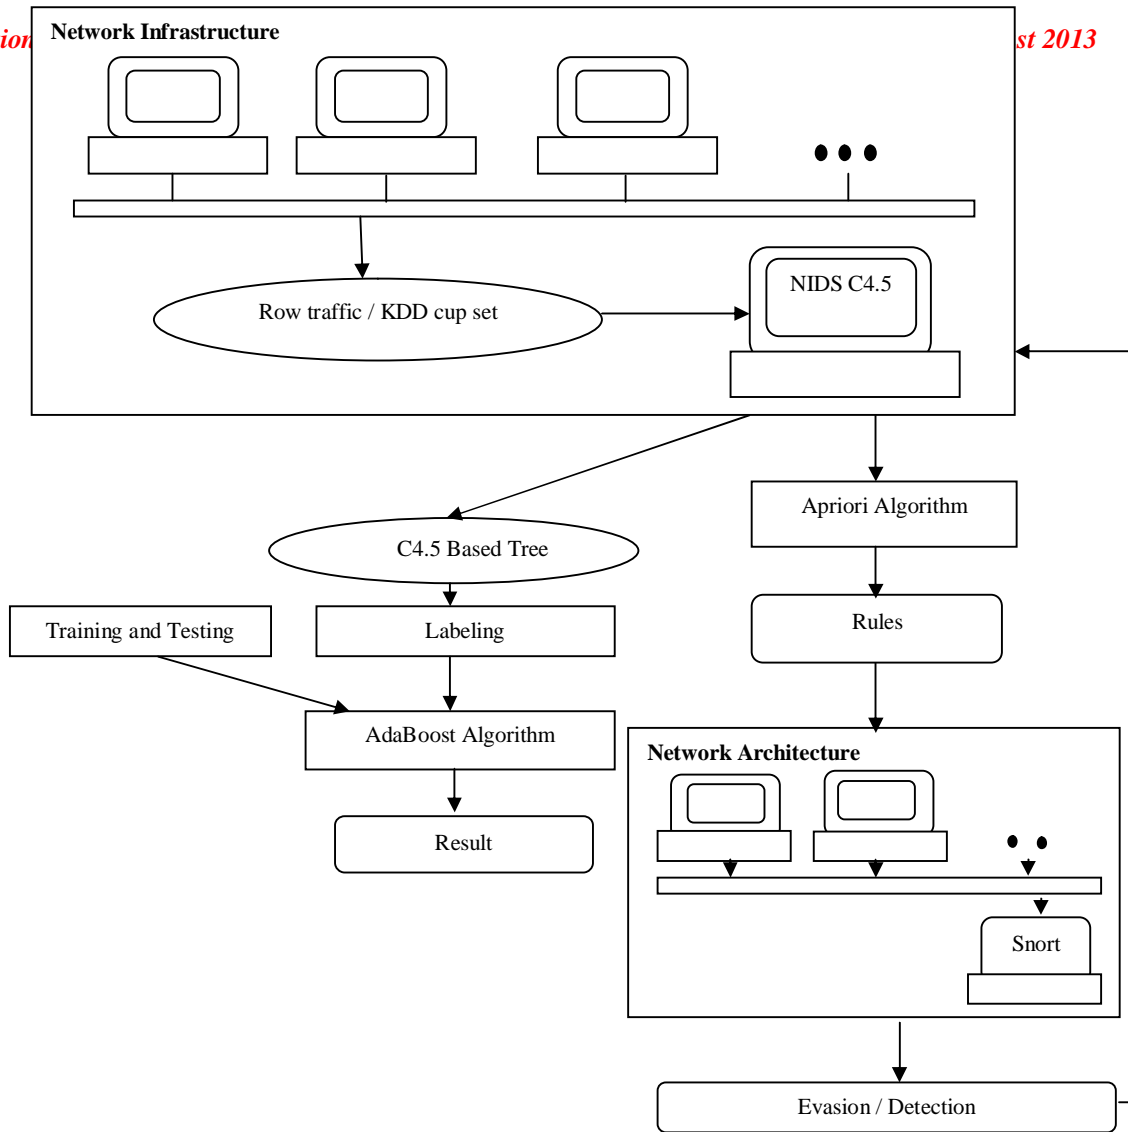 Network Infrastructure
st 2013
NIDS C4.5
Row traffic / KDD cup set
Apriori Algorithm
C4.5 Based Tree
Rules
Training and Testing
Labeling
AdaBoost Algorithm
Network Architecture
Result
Snort
Evasion / Detection